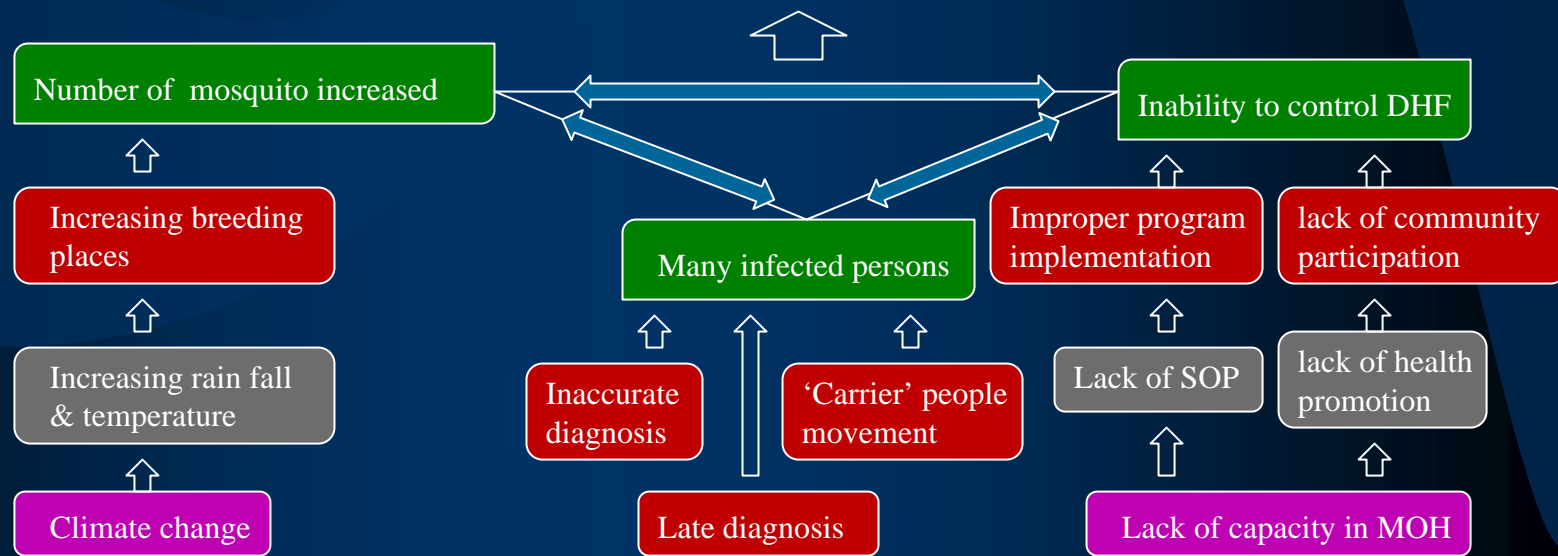 Number of mosquito increased
Inability to control DHF
Increasing breeding
places
Many infected persons
Improper program
implementation
lack of community
participation
Increasing rain fall
& temperature
Inaccurate
diagnosis
‘Carrier’ people
movement
Lack of SOP
lack of health
promotion
Climate change
Late diagnosis
Lack of capacity in MOH